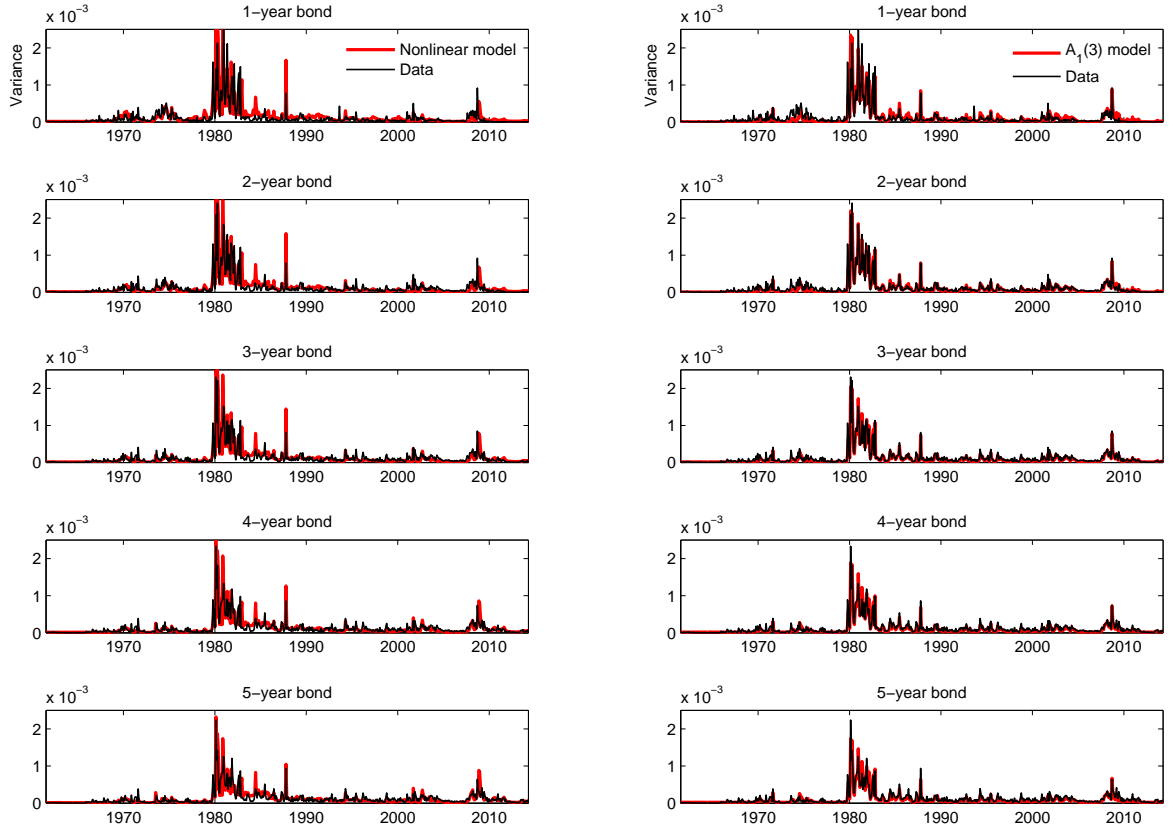 1−year bond
x 10−3
Variance
2
1
0
Nonlinear model
Data
1970 1980 1990 2000 2010
2−year bond
x 10−3
2
1
0
1970 1980 1990 2000 2010
3−year bond
x 10−3
2
1
0
1970 1980 1990 2000 2010
4−year bond
x 10−3
2
1
0
1970 1980 1990 2000 2010
5−year bond
x 10−3
2
1
0
1970 1980 1990 2000 2010
1−year bond
x 10−3
Variance
2
1
0
A1(3) model
Data
1970 1980 1990 2000 2010
2−year bond
x 10−3
2
1
0
1970 1980 1990 2000 2010
3−year bond
x 10−3
2
1
0
1970 1980 1990 2000 2010
4−year bond
x 10−3
2
1
0
1970 1980 1990 2000 2010
5−year bond
x 10−3
2
1
0
1970 1980 1990 2000 2010